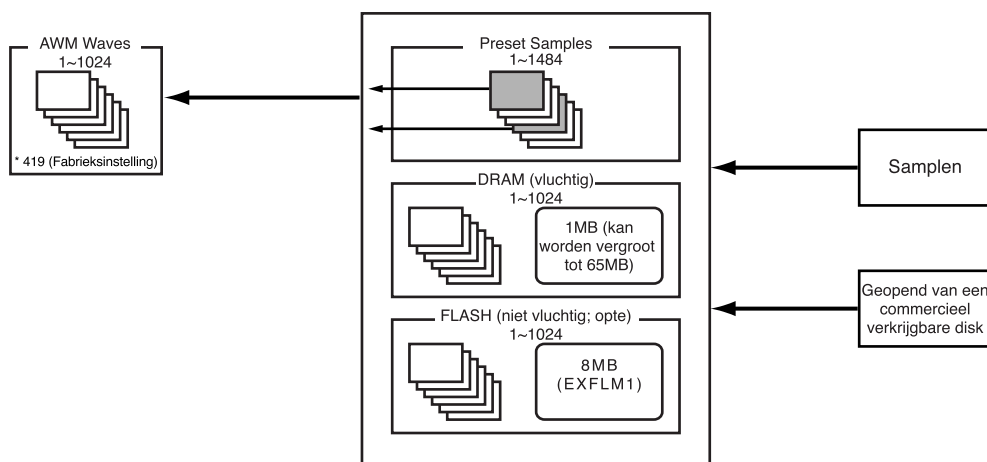 AWM Waves
1~1024
* 419 (Fabrieksinstelling)
Preset Samples
1~1484
DRAM (vluchtig)
1~1024
1MB (kan
worden vergroot
tot 65MB)
FLASH (niet vluchtig; opte)
1~1024
8MB
(EXFLM1)
Samplen
Geopend van een
commercieel
verkrijgbare disk